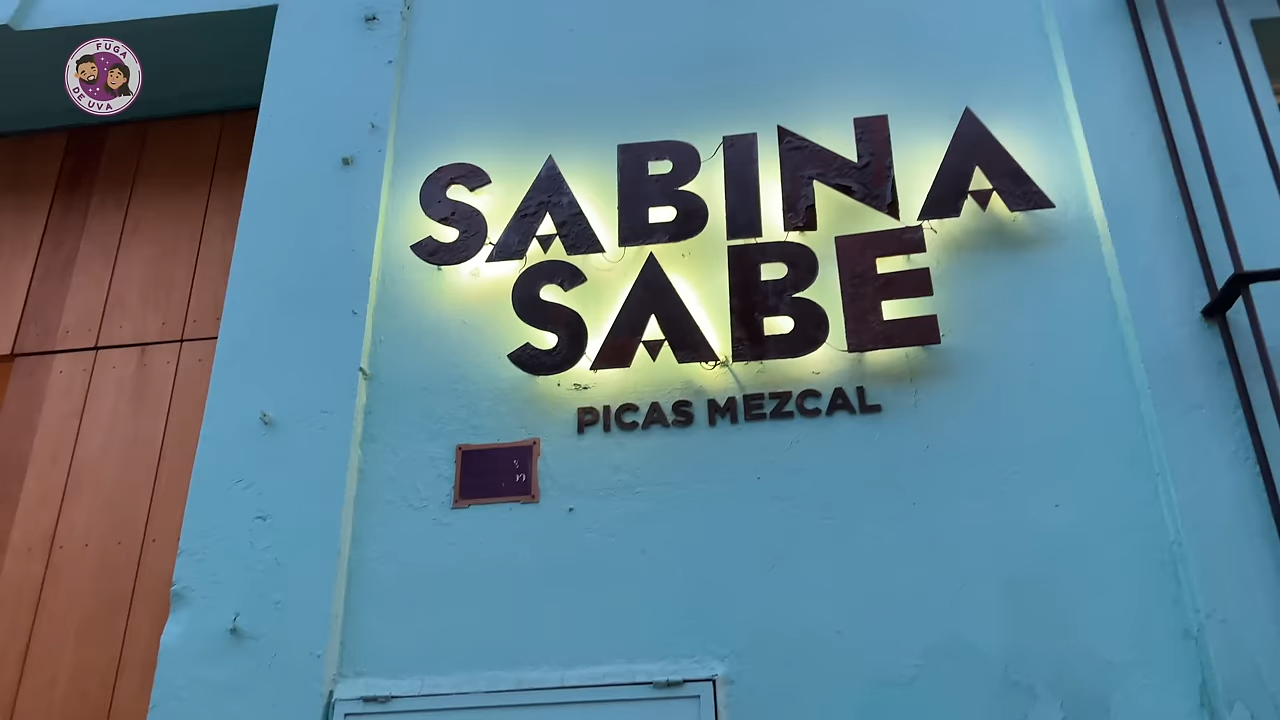 FUGA
DE UVA
SABINA
SABE
PICAS MEZCAL